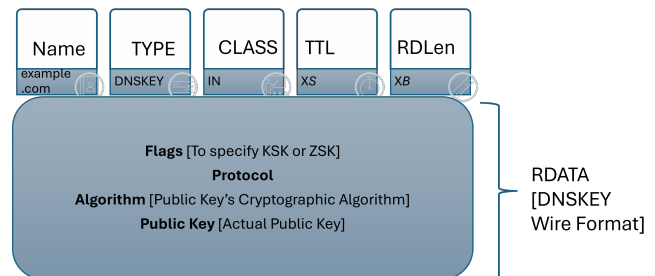 Name TYPE CLASS TTL RDLen
example
.com
DNSKEY IN XS XB
Flags [To specify KSK or ZSK]
Protocol
Algorithm [Public Key's Cryptographic Algorithm]
Public Key [Actual Public Key]
RDATA
[DNSKEY
Wire Format]